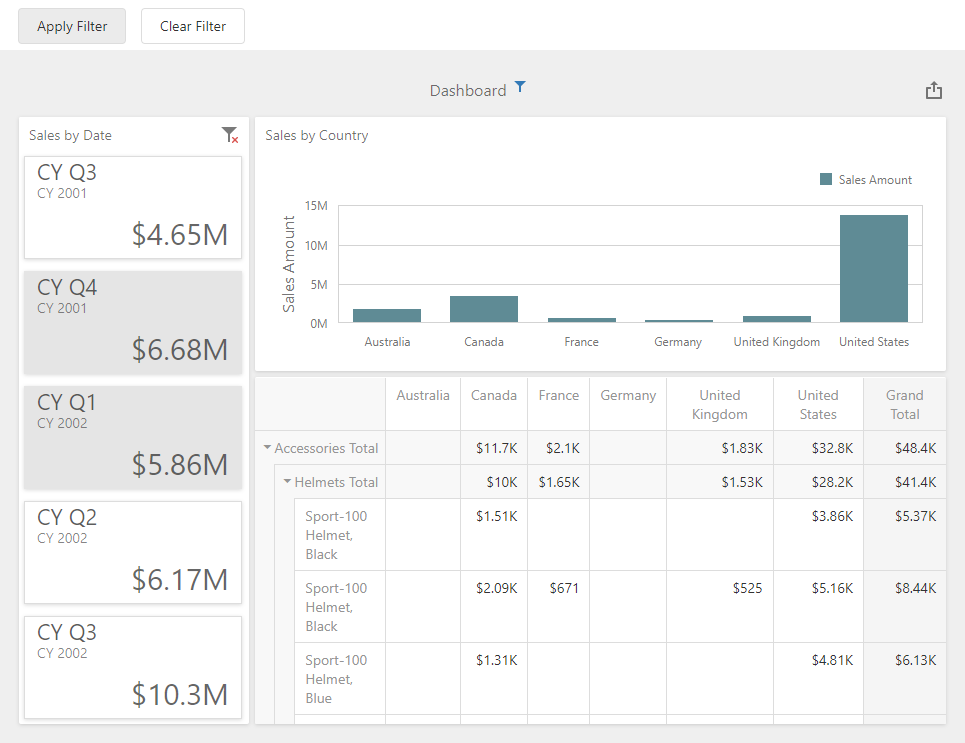 Apply Filter
Clear Filter
Dashboard
Sales by Date
CY Q3
CY 2001
$4.65M
CY Q4
CY 2001
$6.68M
CY Q1
CY 2002
$5.86M
CY Q2
CY 2002
$6.17M
CY Q3
CY 2002
$10.3M
Sales by Country
Sales Amount
Sales Amount
15M
10M
5M
0M
Australia Canada France Germany United Kingdom United States
Australia Canada France Germany United Kingdom United States Grand Total
Accessories Total $11.7K $2.1K $1.83K $32.8K $48.4K
Helmets Total $10K $1.65K $1.53K $28.2K $41.4K
Sport-100 $1.51K $3.86K $5.37K
Helmet,
Black
Sport-100 $2.09K $671 $525 $5.16K $8.44K
Helmet,
Black
Sport-100 $1.31K $4.81K $6.13K
Helmet,
Blue